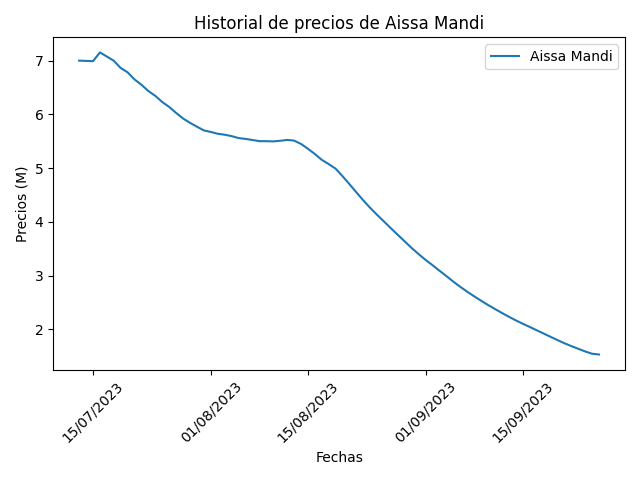 Historial de precios de Aissa Mandi
Aissa Mandi
Precios (M)
7
6
5
4
3
2
15/07/2023
01/08/2023
15/08/2023
01/09/2023
15/09/2023
Fechas